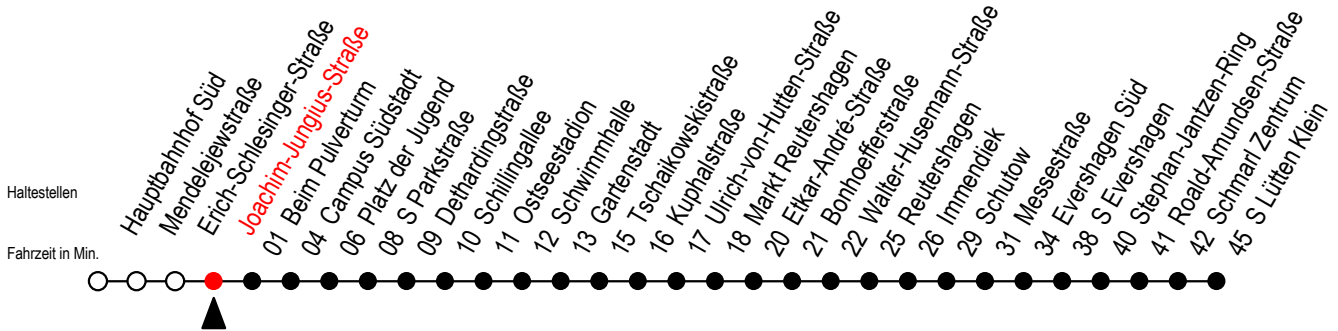 Haltestellen
Fahrzeit in Min.
Hauptbahnhof Süd
Mendelejewstraße
Erich-Schlesinger-Straße
Joachim-Jungius-Straße
01 Beim Pulverturm
04 Campus Südstadt
06 Platz der Jugend
08 S Parkstraße
09 Dethardingstraße
10 Schillingallee
11 Ostseestadion
12 Schwimmhalle
13 Gartenstadt
15 Tschaikowskistraße
16 Kuphalstraße
17 Ulrich-von-Hutten-Straße
18 Markt Reutershagen
20 Etkar-André-Straße
21 Bonhoefferstraße
22 Walter-Husemann-Straße
25 Reutershagen
26 Immendiek
29 Schutow
31 Messestraße
34 Evershagen Süd
38 S Evershagen
40 Stephan-Jantzen-Ring
41 Roald-Amundsen-Straße
42 Schmarl Zentrum
45 S Lütten Klein